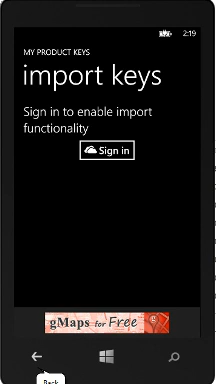 2:19
MY PRODUCT KEYS
import keys
Sign in to enable import
functionality
Sign in
gMaps for Free
Back